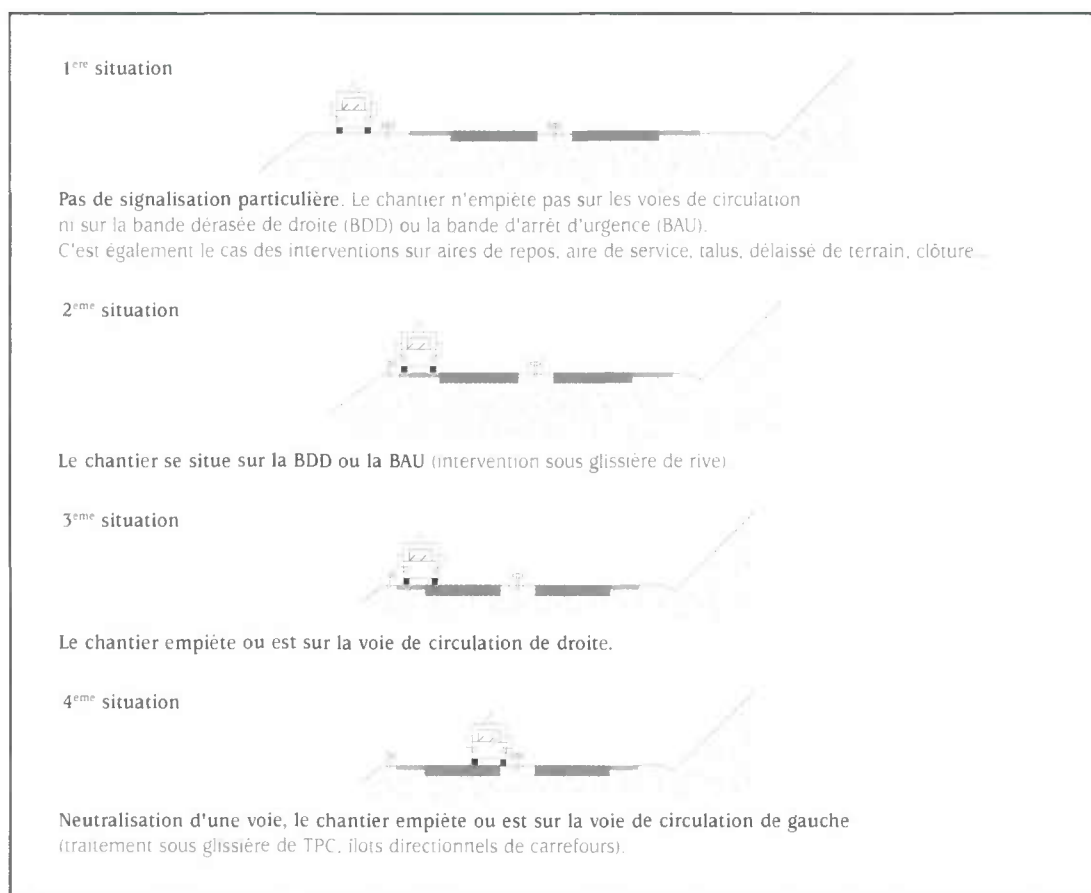 1ere situation
Pas de signalisation particulière. Le chantier n'empiète pas sur les voies de circulation
ni sur la bande dérasée de droite (BDD) ou la bande d'arrêt d'urgence (BAU).
C'est également le cas des interventions sur aires de repos, aire de service, talus, délaissé de terrain, clôture...
2eme situation
Le chantier se situe sur la BDD ou la BAU (intervention sous glissière de rive)
3eme situation
Le chantier empiète ou est sur la voie de circulation de droite.
4eme situation
Neutralisation d'une voie, le chantier empiète ou est sur la voie de circulation de gauche
(traitement sous glissière de TPC, îlots directionnels de carrefours).